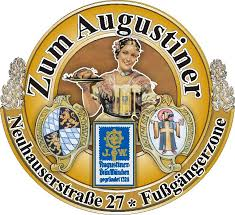 Zum Augustiner
J.W.
Augustiner-
Bräu München
gegründet 1328
Neuhauserstraße 27 * Fußgängerzone